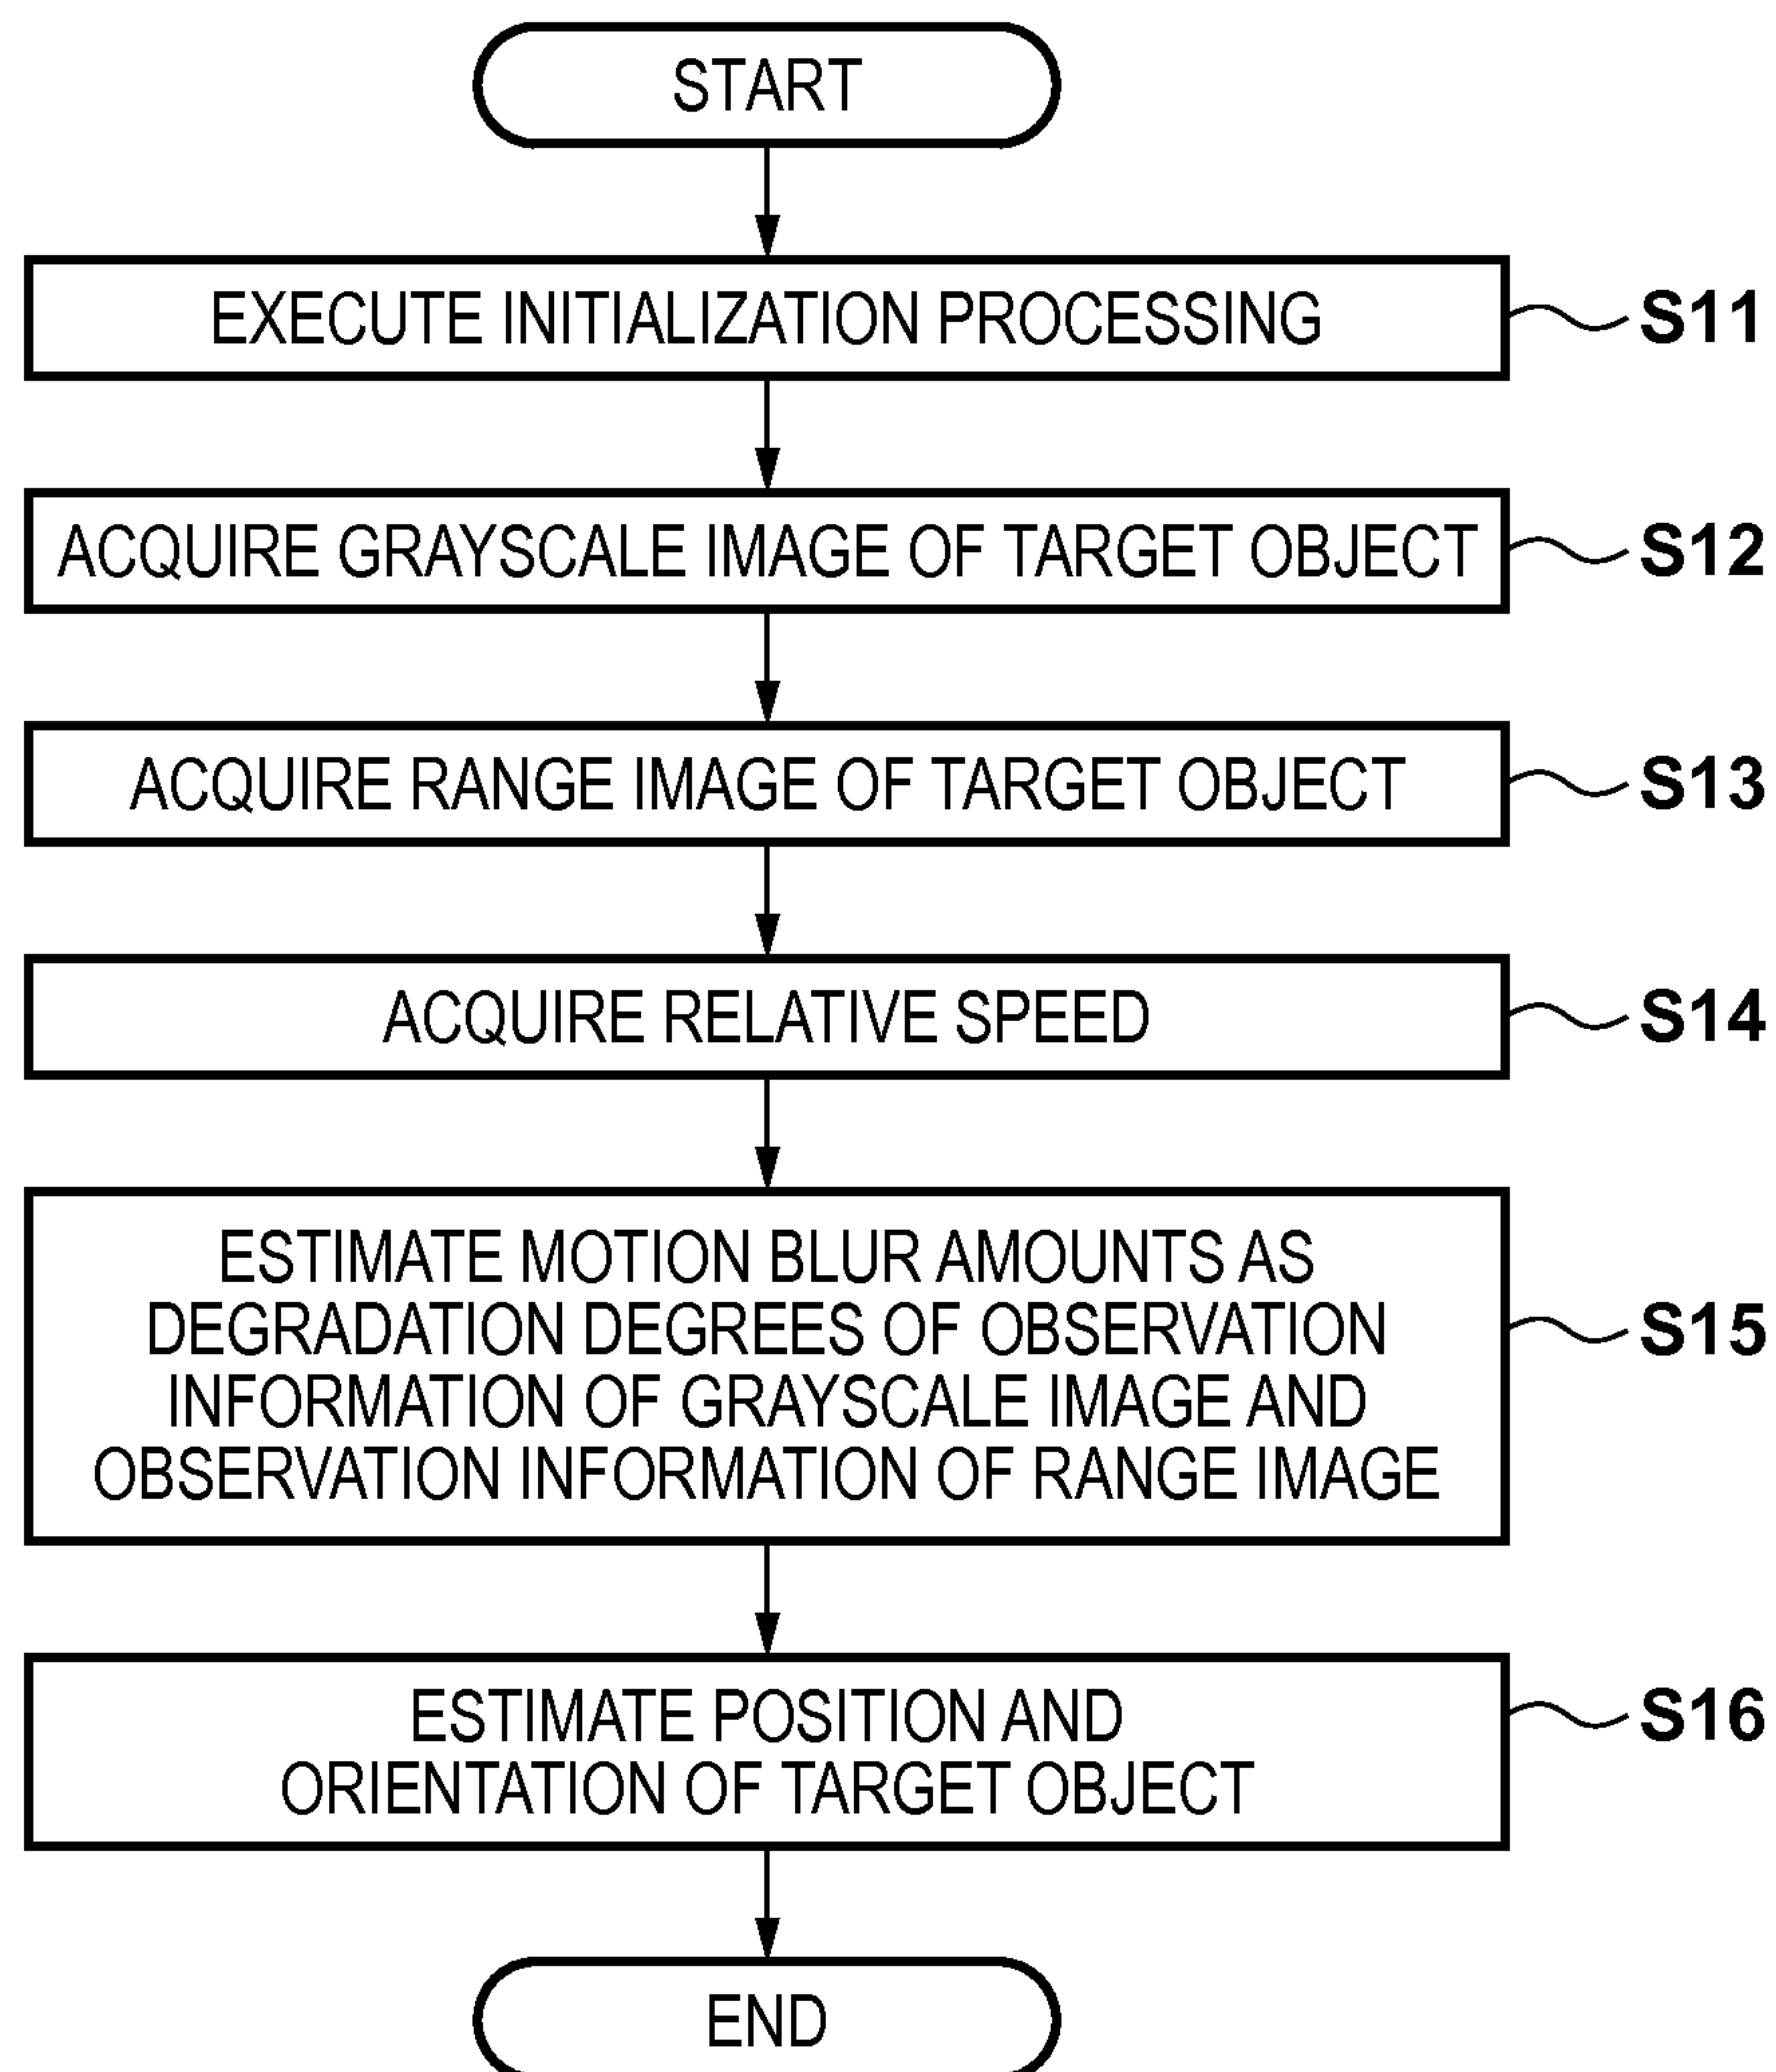 START
EXECUTE INITIALIZATION PROCESSING
S11
ACQUIRE GRAYSCALE IMAGE OF TARGET OBJECT
S12
ACQUIRE RANGE IMAGE OF TARGET OBJECT
S13
ACQUIRE RELATIVE SPEED
S14
ESTIMATE MOTION BLUR AMOUNTS AS
DEGRADATION DEGREES OF OBSERVATION
INFORMATION OF GRAYSCALE IMAGE AND
OBSERVATION INFORMATION OF RANGE IMAGE
S15
ESTIMATE POSITION AND
ORIENTATION OF TARGET OBJECT
S16
END